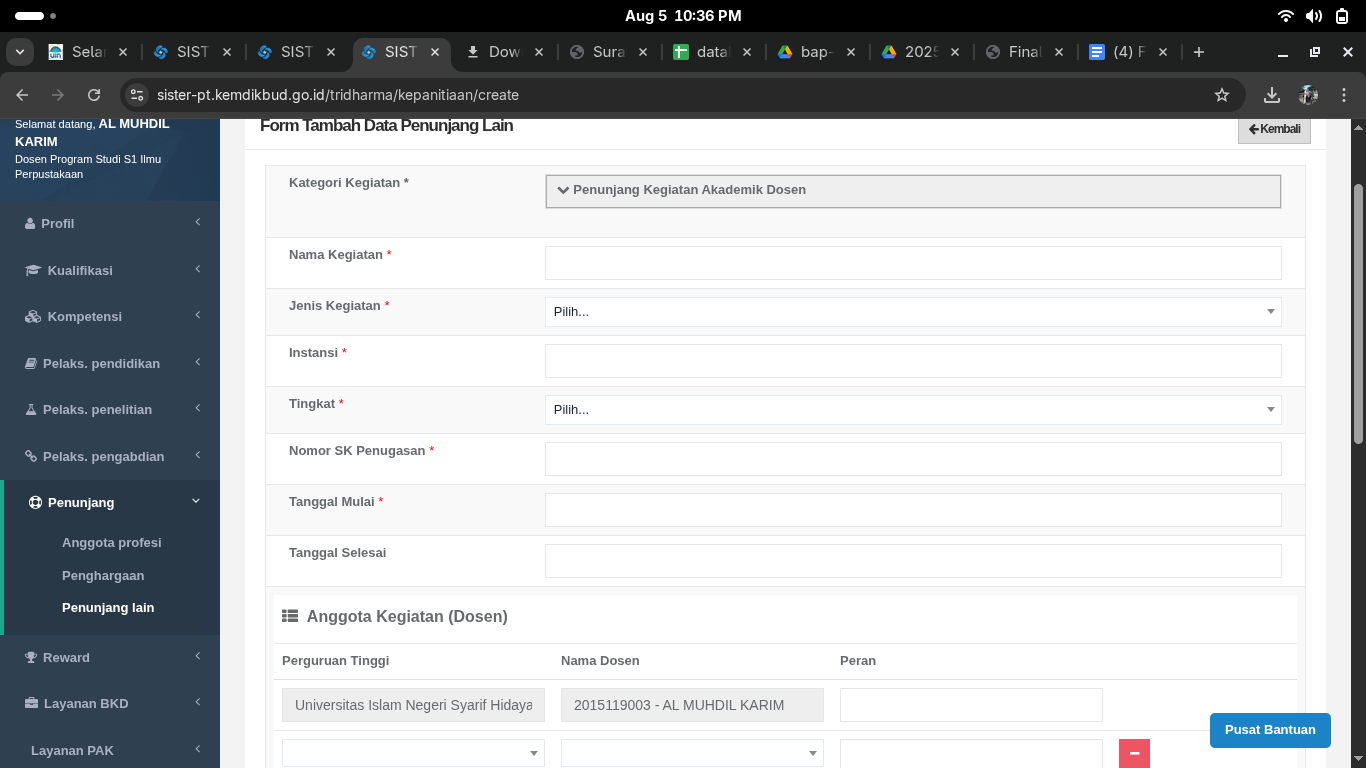 Aug 5 10:36 PM
Selar
SIST
SIST
SIST
Dow
Sura
datal
bap-
2025
Final
(4) F
sister-pt.kemdikbud.go.id/tridharma/kepanitiaan/create
Selamat datang, AL MUHDIL
KARIM
Dosen Program Studi S1 Ilmu
Perpustakaan
Profil
Kualifikasi
Kompetensi
Pelaks. pendidikan
Pelaks. penelitian
Pelaks. pengabdian
Penunjang
Anggota profesi
Penghargaan
Penunjang lain
Reward
Layanan BKD
Layanan PAK
Form Tambah Data Penunjang Lain
Kembali
Kategori Kegiatan *
Penunjang Kegiatan Akademik Dosen
Nama Kegiatan *
Jenis Kegiatan *
Pilih...
Instansi *
Tingkat *
Pilih...
Nomor SK Penugasan *
Tanggal Mulai *
Tanggal Selesai
Anggota Kegiatan (Dosen)
Perguruan Tinggi Nama Dosen Peran
Universitas Islam Negeri Syarif Hidaya 2015119003 - AL MUHDIL KARIM
Pusat Bantuan